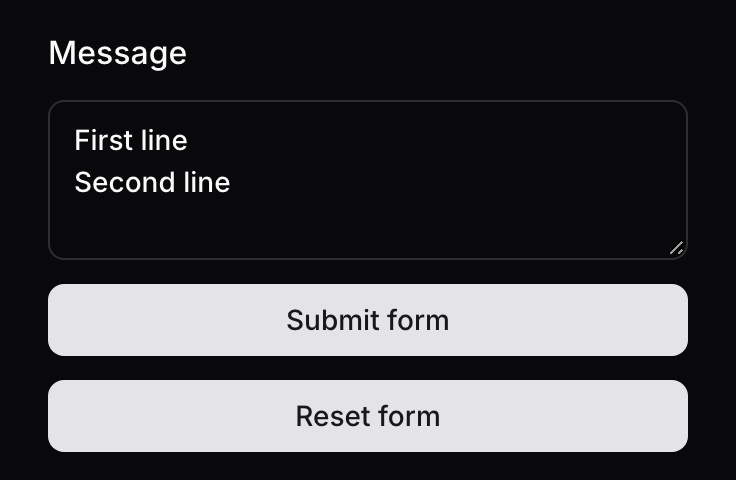 Message
First line
Second line
Submit form
Reset form